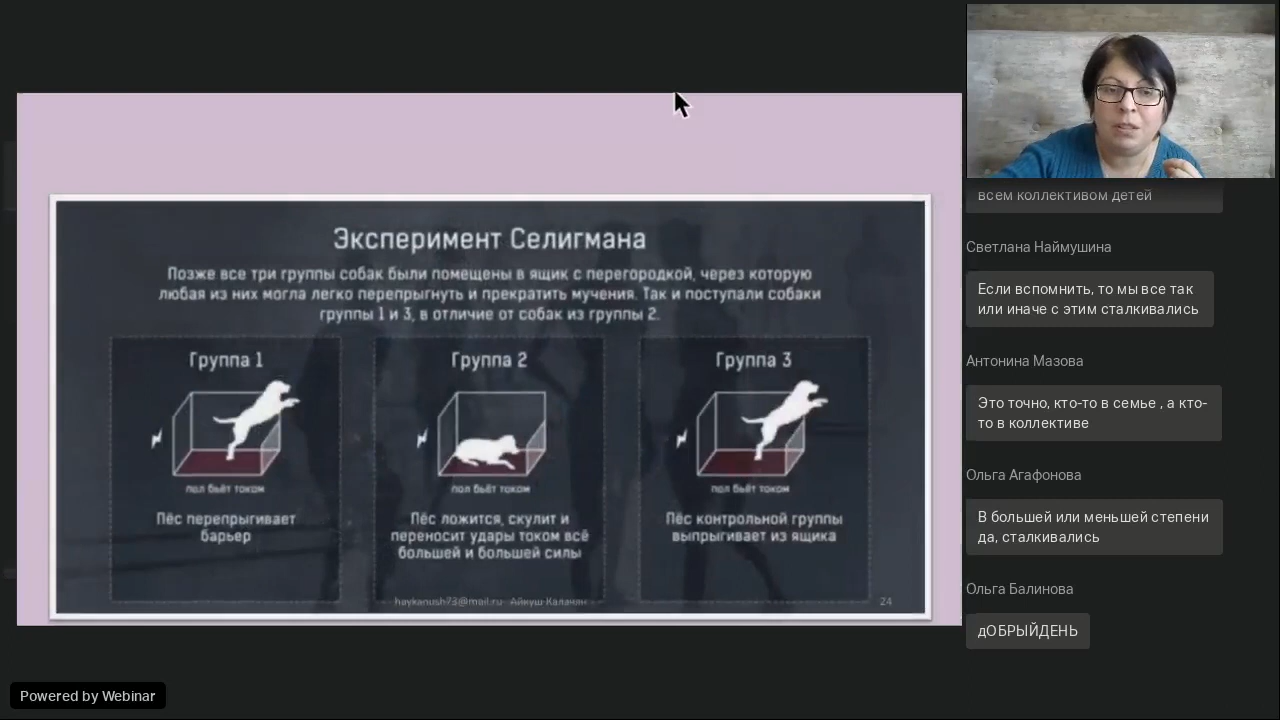 Эксперимент Селигмана
Позже все три группы собак были помещены в ящик с перегородкой, через которую
любая из них могла легко перепрыгнуть и прекратить мучения. Так и поступали собаки
группы 1 и 3, в отличие от собак из группы 2.
Группа 1
пол бьёт током
Пёс перепрыгивает
барьер
Группа 2
пол бьёт током
Пёс ложится, скулит и
переносит удары током всё
большей и большей силы
Группа 3
пол бьёт током
Пёс контрольной группы
выпрыгивает из ящика
haykanush73@mail.ru Айкуш Калачян
24
всем коллективом детей
Светлана Наймушина
Если вспомнить, то мы все так
или иначе с этим сталкивались
Антонина Мазова
Это точно, кто-то в семье , а кто-
то в коллективе
Ольга Агафонова
В большей или меньшей степени
да, сталкивались
Ольга Балинова
дОБРЫЙДЕНЬ
Powered by Webinar